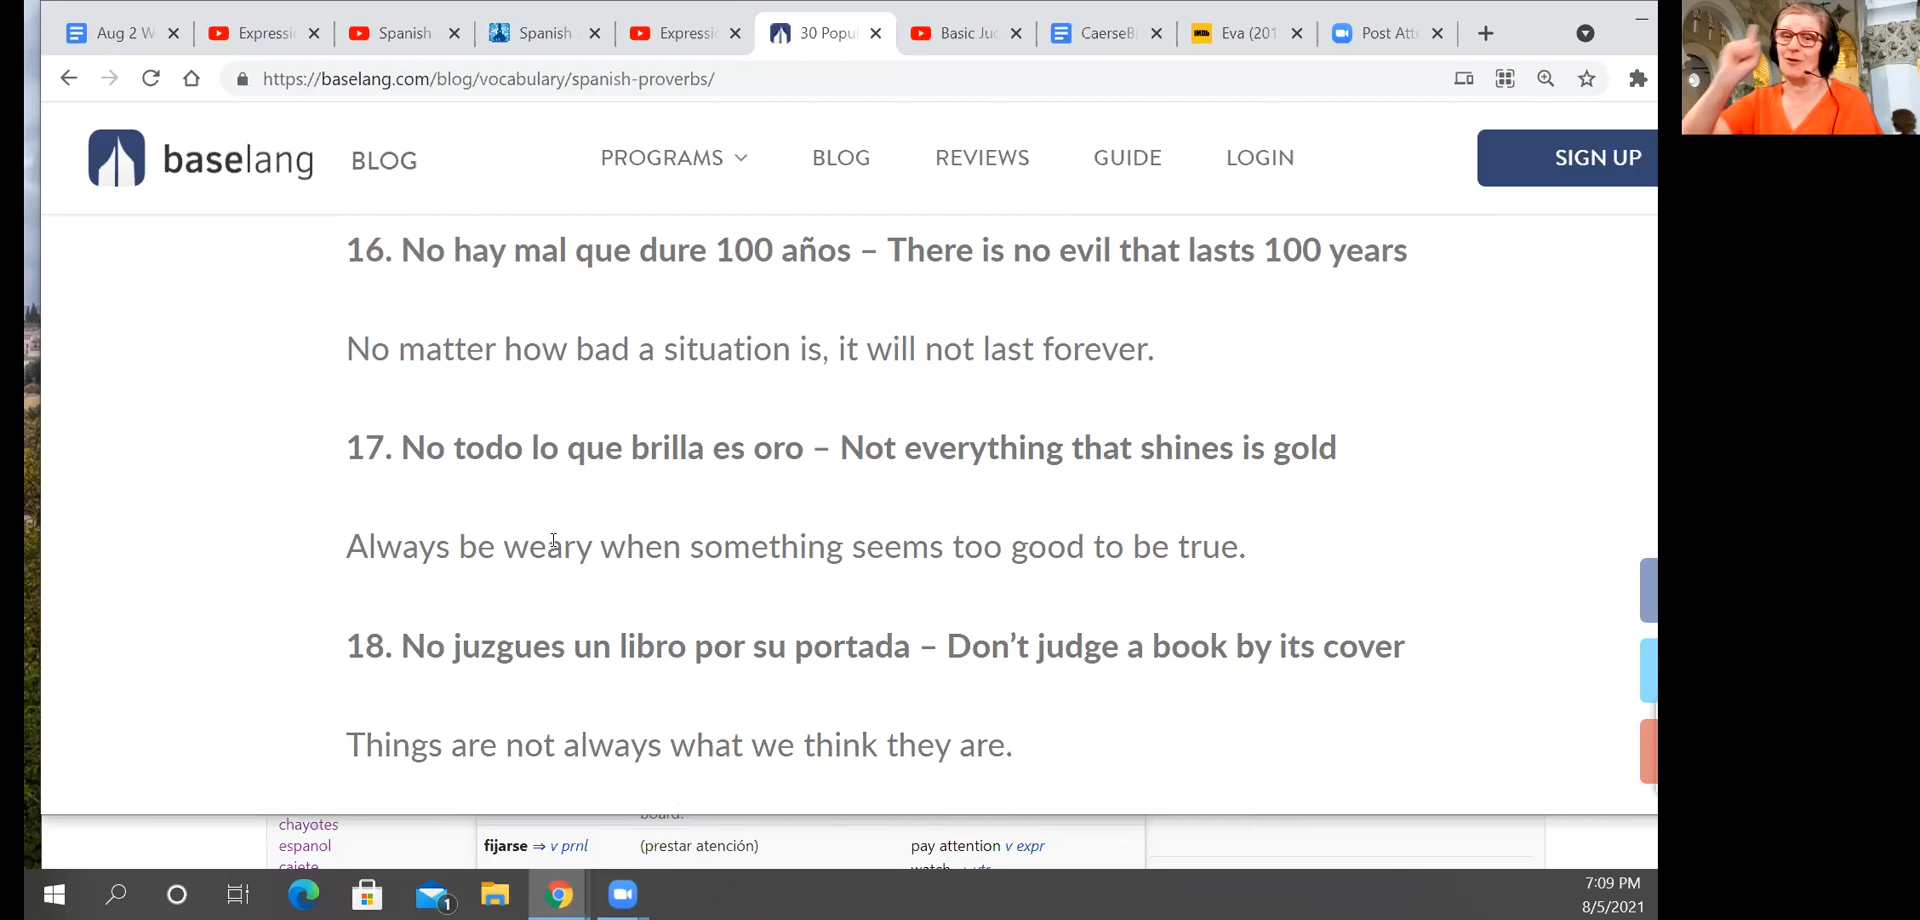 Aug 2 W
Expressi
Spanish
Spanish
Expressi
30 Popu
Basic Ju
CaerseB
Eva (201
Post Att
https://baselang.com/blog/vocabulary/spanish-proverbs/
baselang BLOG PROGRAMS BLOG REVIEWS GUIDE LOGIN SIGN UP
16. No hay mal que dure 100 años – There is no evil that lasts 100 years
No matter how bad a situation is, it will not last forever.
17. No todo lo que brilla es oro – Not everything that shines is gold
Always be weary when something seems too good to be true.
18. No juzgues un libro por su portada – Don’t judge a book by its cover
Things are not always what we think they are.
board.
chayotes
espanol
fijarse ⇒ v prnl (prestar atención) pay attention v expr
1
7:09 PM
8/5/2021